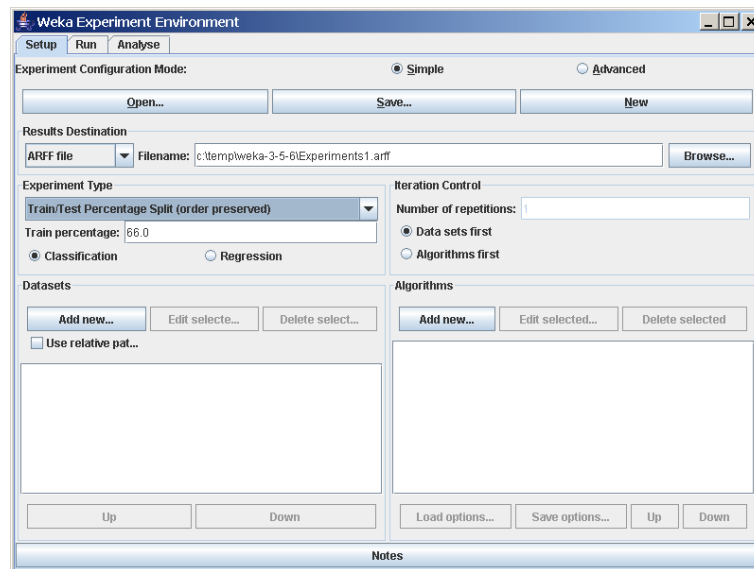 Weka Experiment Environment
Setup Run Analyse
Experiment Configuration Mode: Simple Advanced
Open... Save... New
Results Destination
ARFF file Filename: c:\temp\weka-3-5-6\Experiments1.arff Browse...
Experiment Type
Train/Test Percentage Split (order preserved)
Train percentage: 66.0
Classification Regression
Iteration Control
Number of repetitions: 1
Data sets first
Algorithms first
Datasets
Add new... Edit selecte... Delete select...
Use relative pat...
Up Down
Algorithms
Add new... Edit selected... Delete selected
Load options... Save options... Up Down
Notes